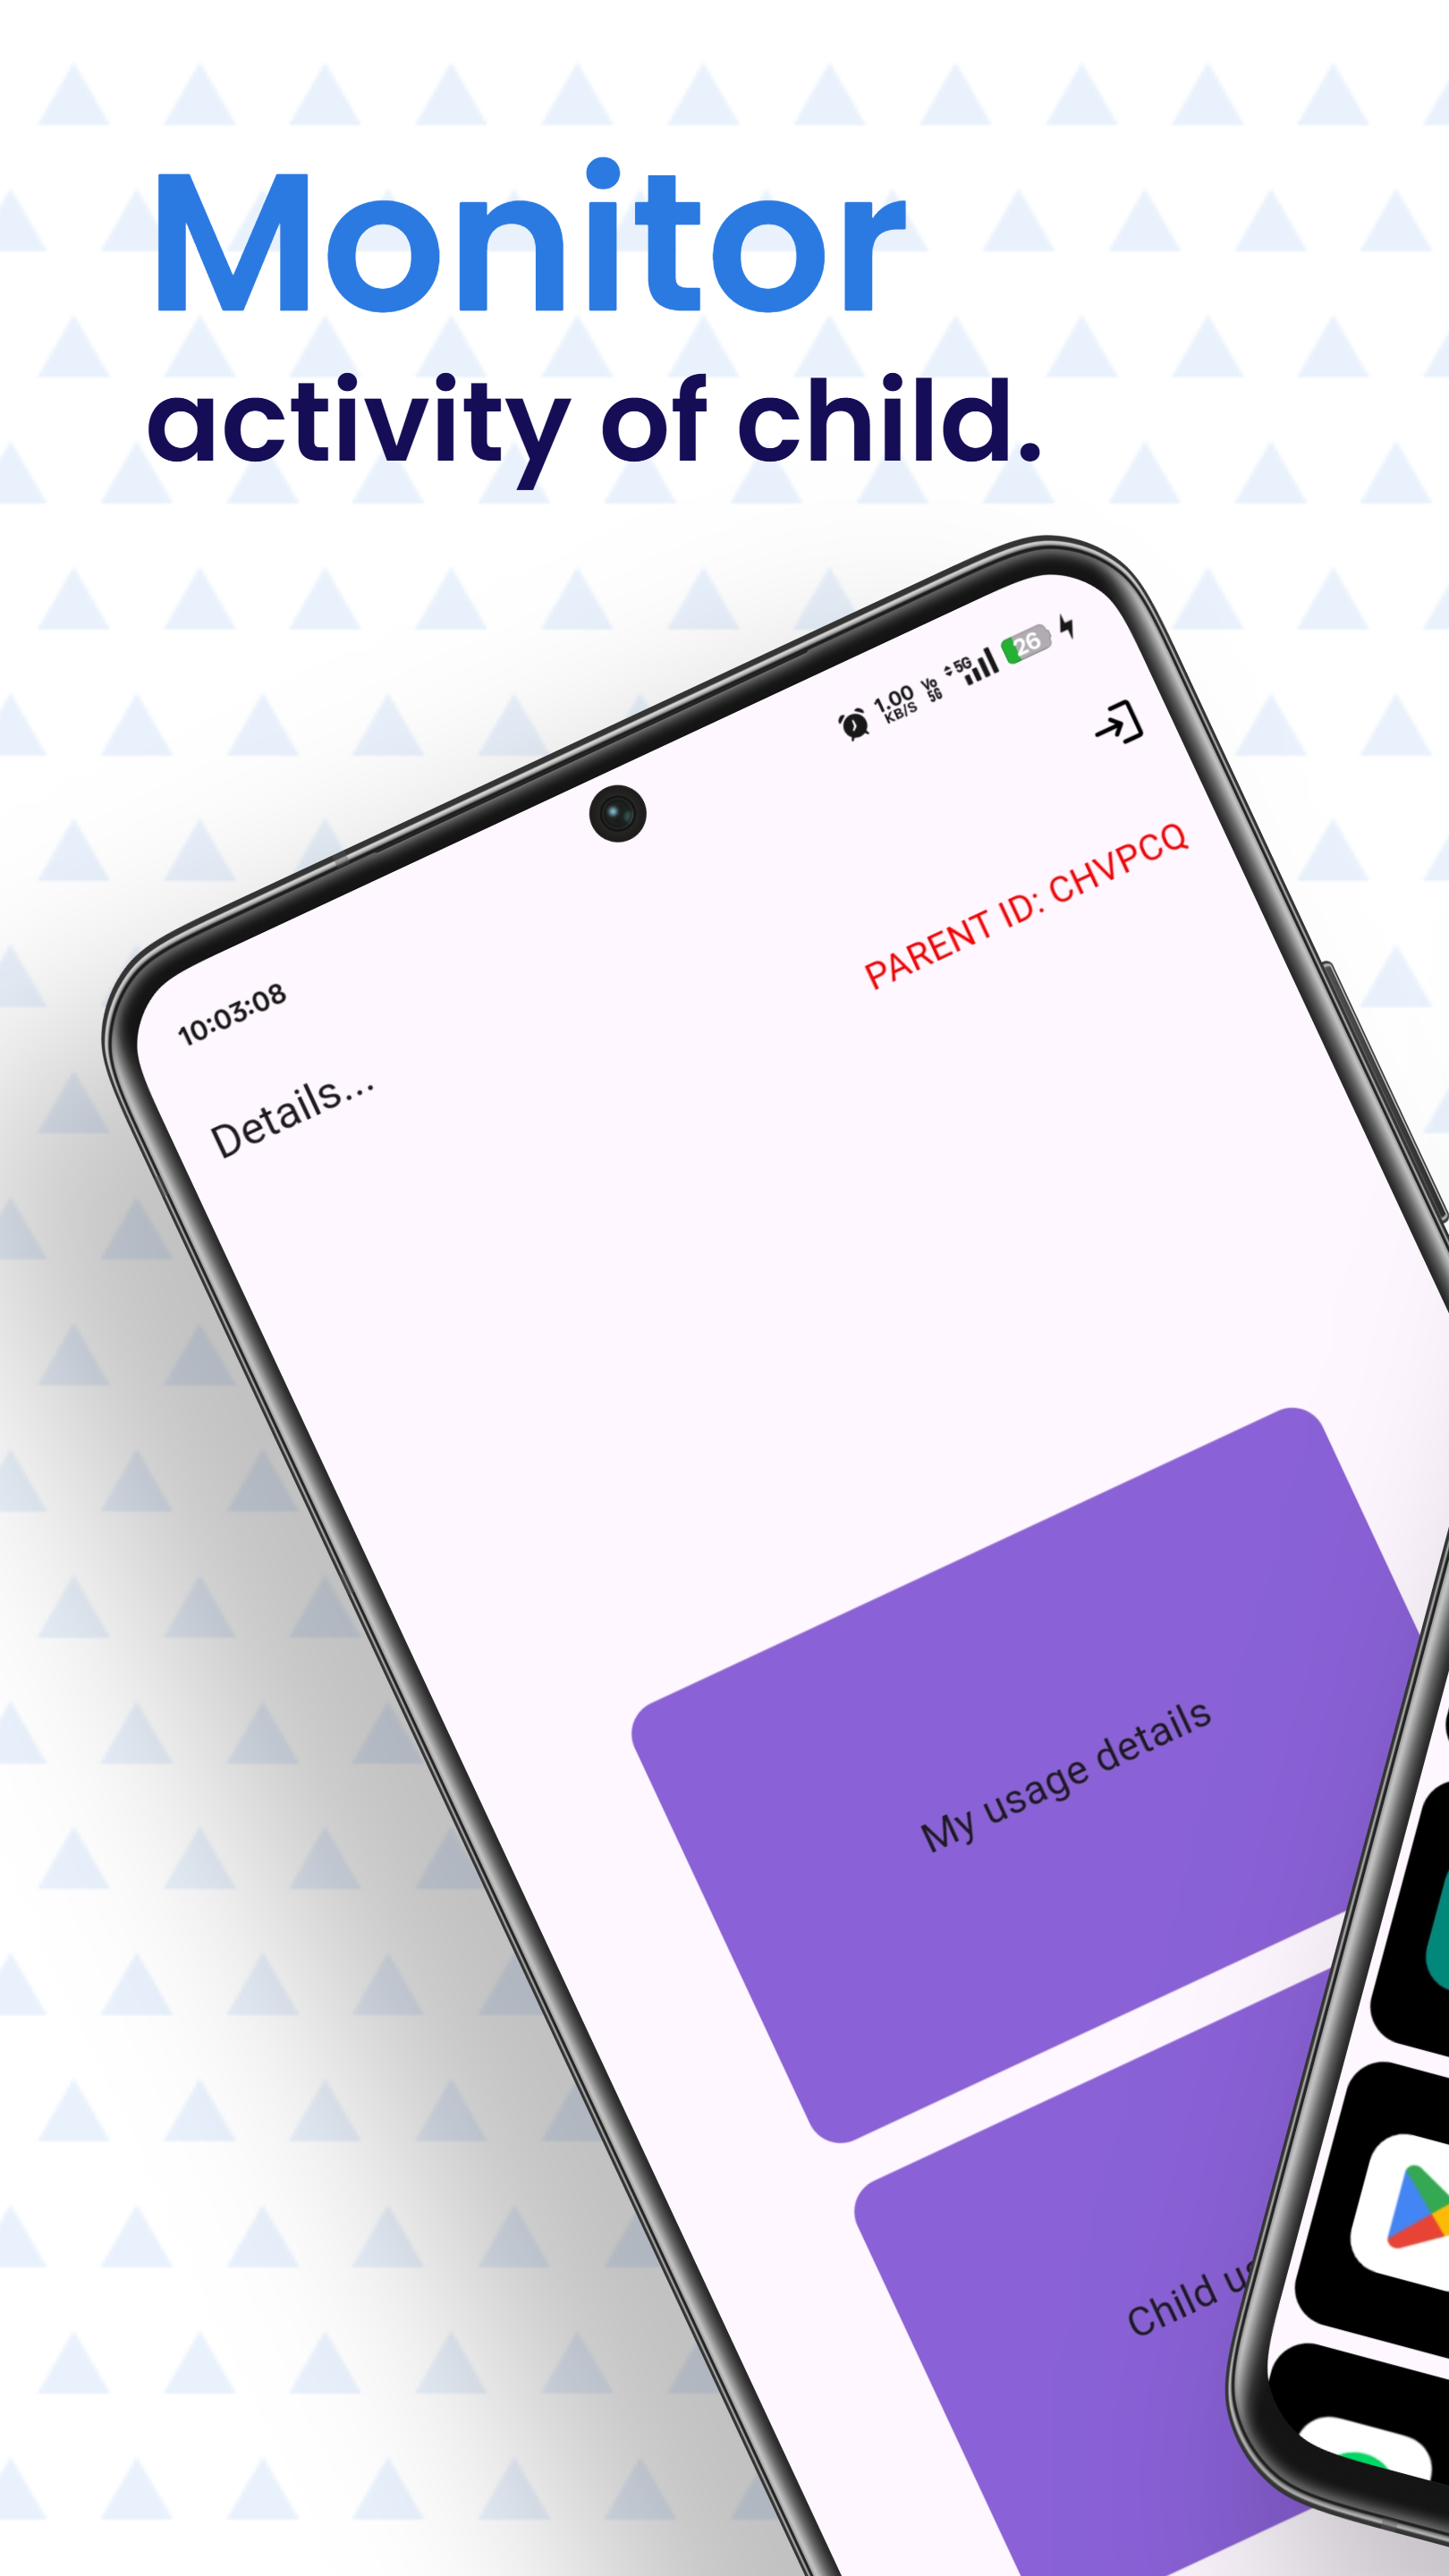 Monitor
activity of child.
10:03:08
1.00
KB/S
Vo
5G
5G
26
Details...
PARENT ID: CHVPCQ
My usage details
Child